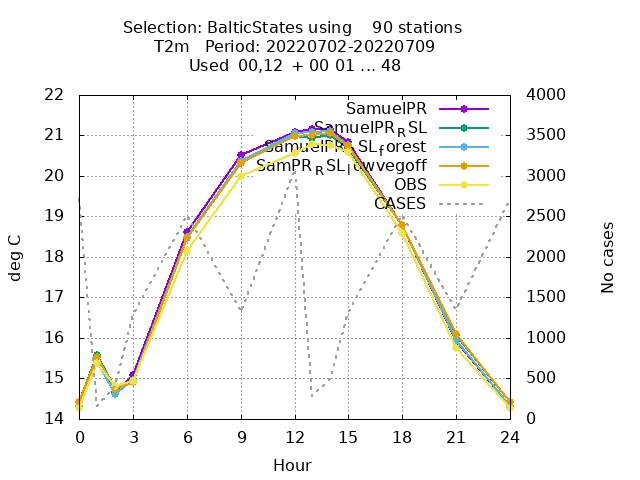 Selection: BalticStates using 90 stations
T2m Period: 20220702-20220709
Used 00,12 + 00 01 ... 48
22
21
20
19
18
17
16
15
14
4000
3500
3000
2500
2000
1500
1000
500
0
deg C
No cases
SamuelPR
SamuelPR_RSL
SamuelPR_RSL_forest
SamPR_RSL_lowvegoff
OBS
CASES
0 3 6 9 12 15 18 21 24
Hour